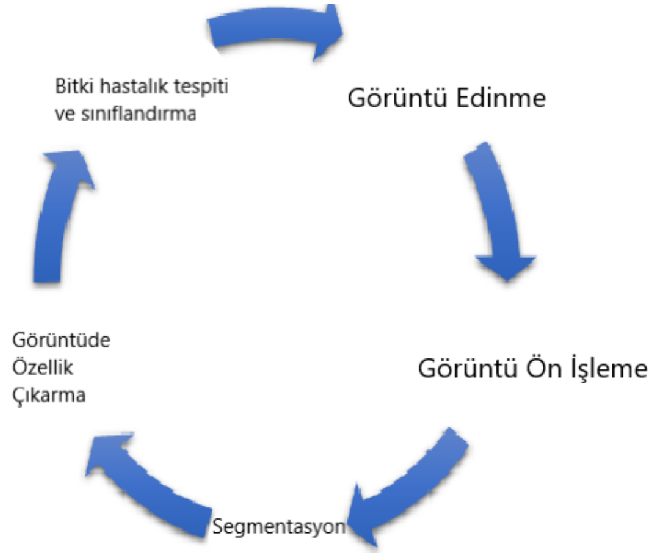 Bitki hastalık tespiti
ve sınıflandırma
Görüntü Edinme
Görüntü Ön İşleme
Segmentasyon
Görüntüde
Özellik
Çıkarma